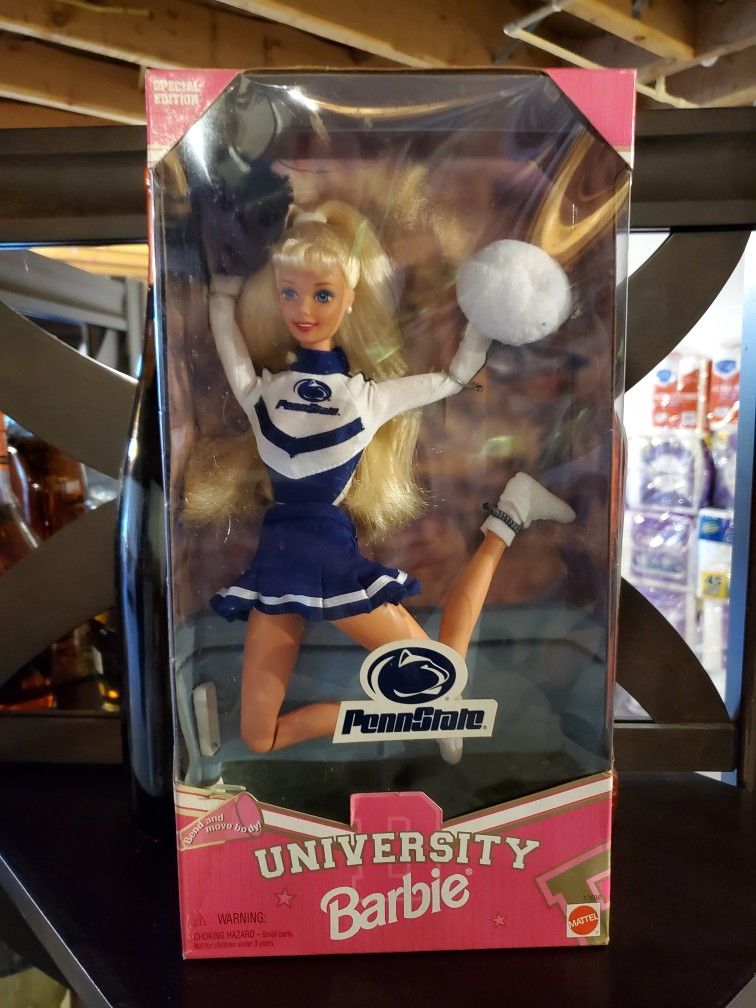 SPECIAL
EDITION
PennState
PennState®
Bend and
move body!
B
UNIVERSITY
Barbie®
⚠ WARNING:
CHOKING HAZARD – Small parts
Not for children under 3 years.
MATTEL
45